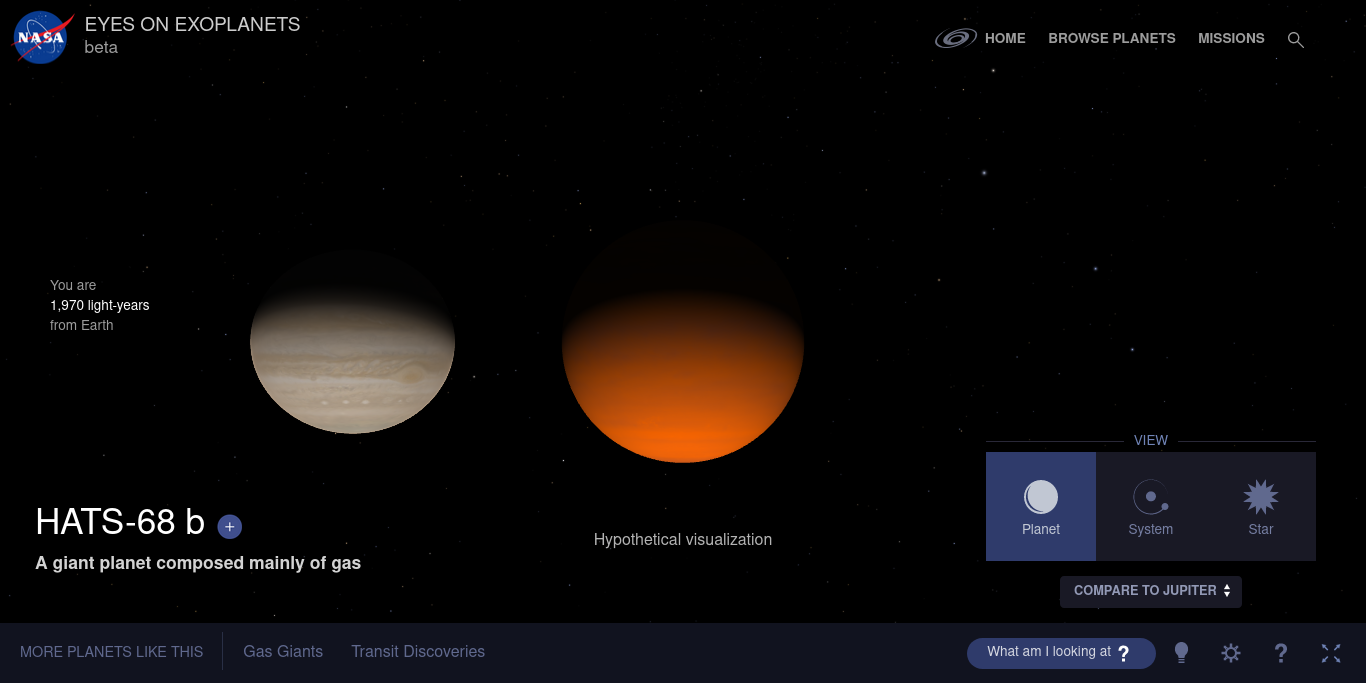 NASA
EYES ON EXOPLANETS
beta
HOME
BROWSE PLANETS
MISSIONS
You are
1,970 light-years
from Earth
HATS-68 b
A giant planet composed mainly of gas
Hypothetical visualization
VIEW
Planet
System
Star
COMPARE TO JUPITER
MORE PLANETS LIKE THIS
Gas Giants
Transit Discoveries
What am I looking at ?
?